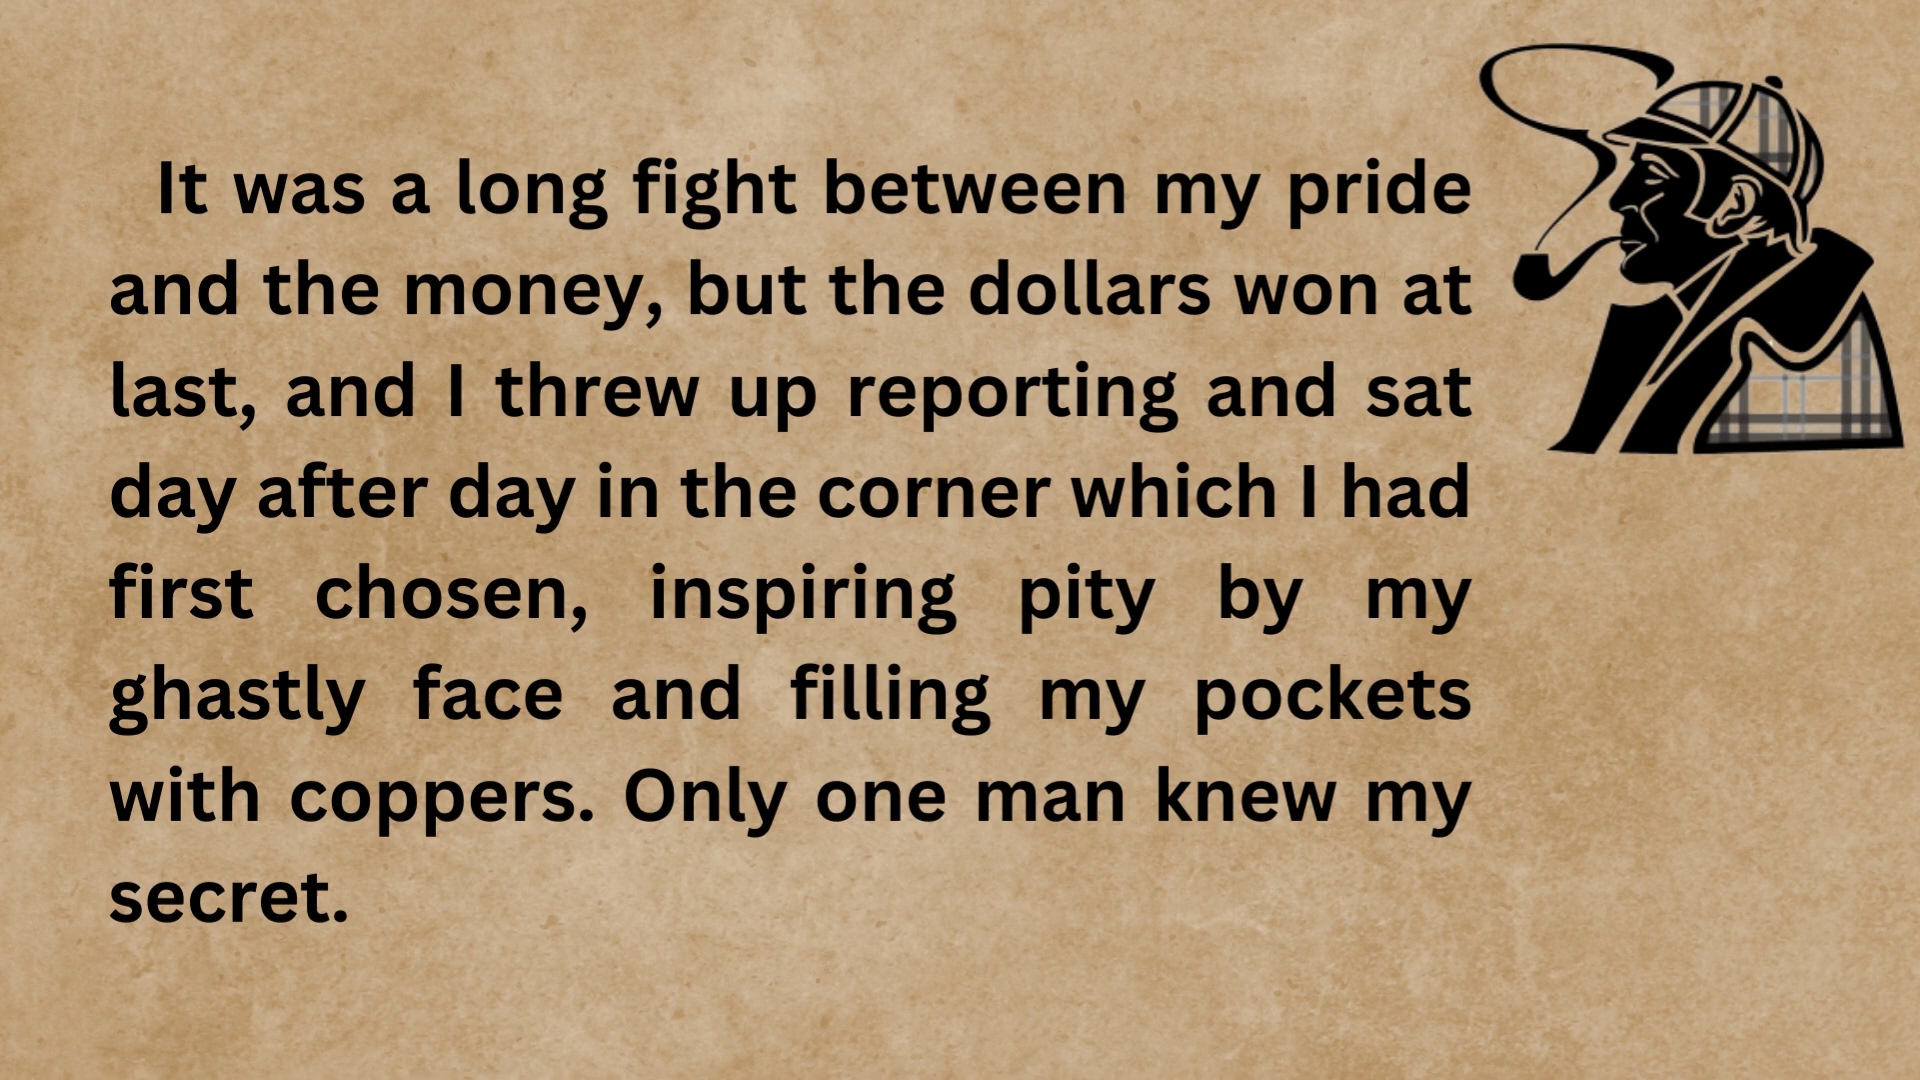 It was a long fight between my pride
and the money, but the dollars won at
last, and I threw up reporting and sat
day after day in the corner which I had
first chosen, inspiring pity by my
ghastly face and filling my pockets
with coppers. Only one man knew my
secret.